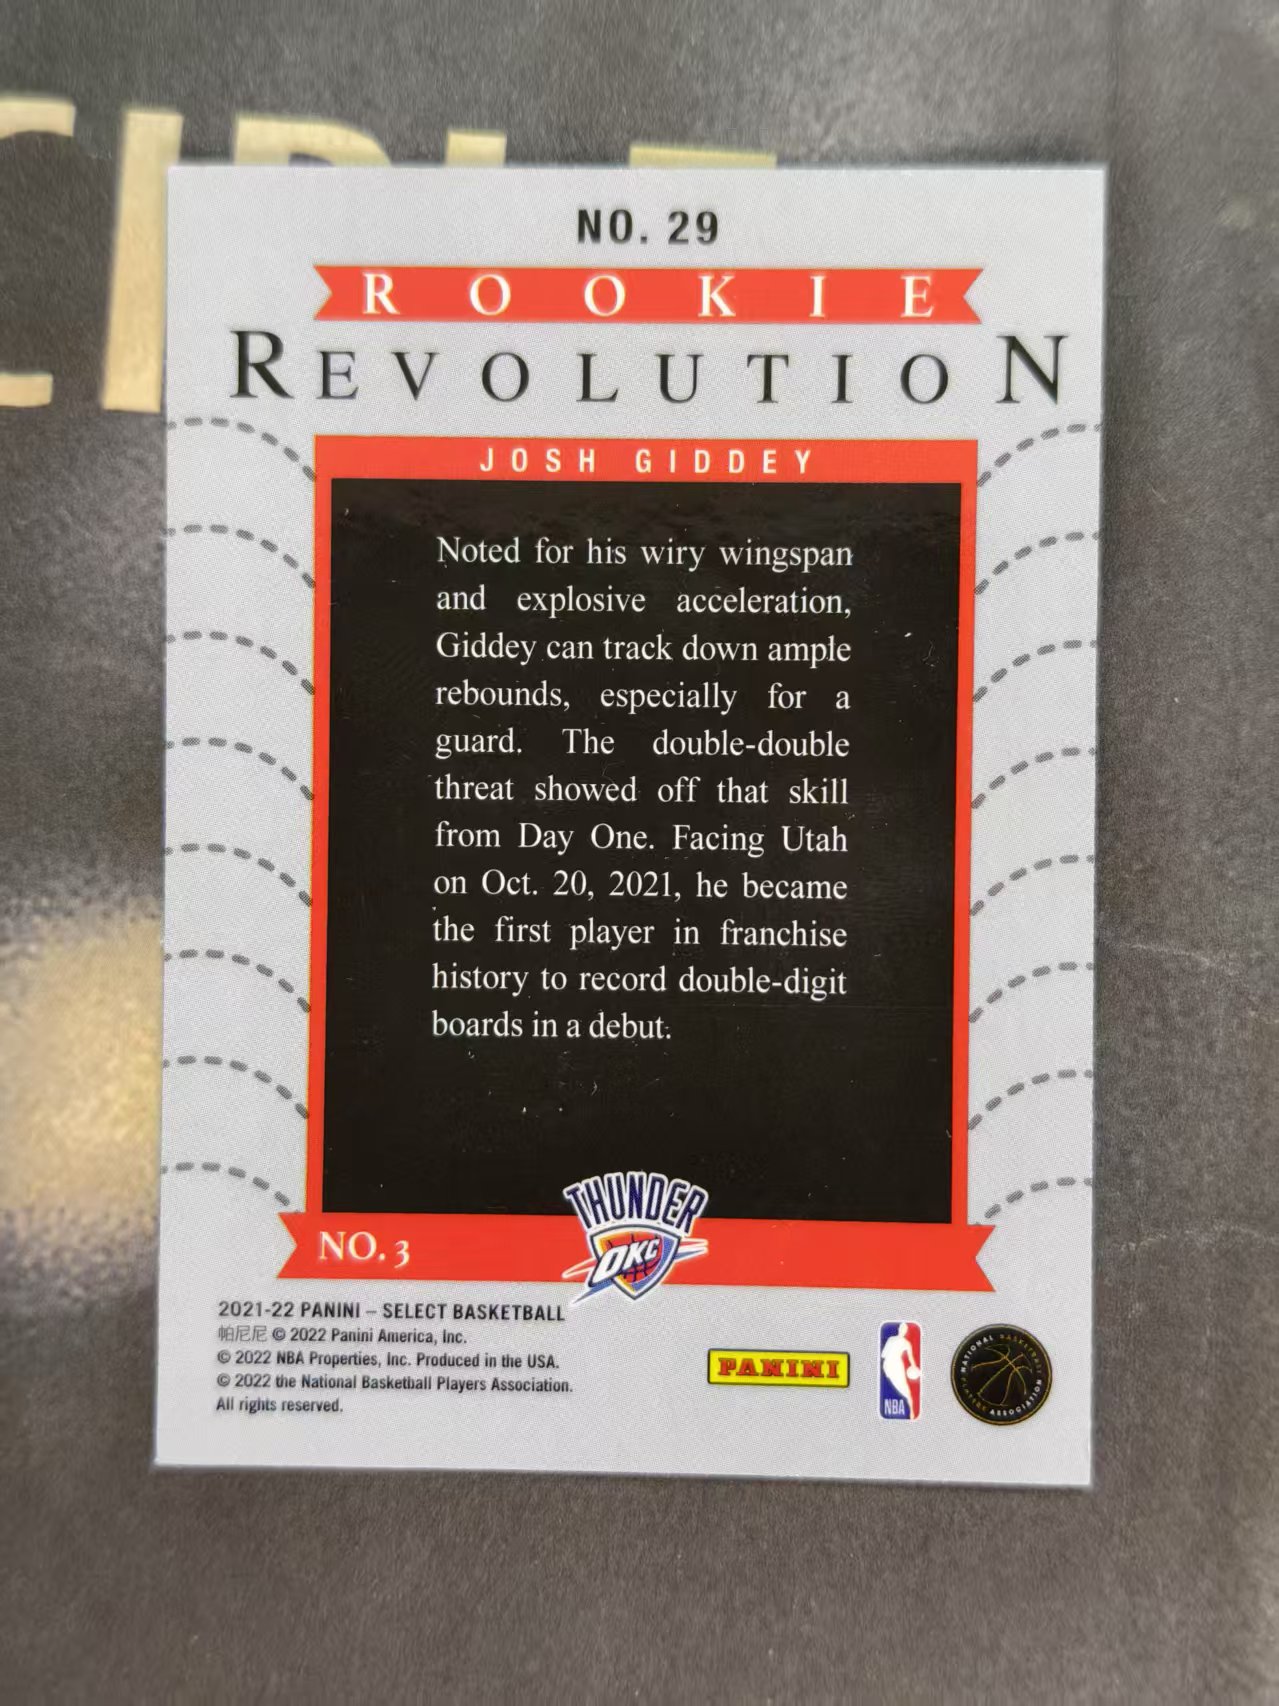 NO. 29
ROOKIE
REVOLUTION
JOSH GIDDEY
Noted for his wiry wingspan
and explosive acceleration,
Giddey can track down ample
rebounds, especially for a
guard. The double-double
threat showed off that skill
from Day One. Facing Utah
on Oct. 20, 2021, he became
the first player in franchise
history to record double-digit
boards in a debut.
THUNDER
OKC
NO. 3
2021-22 PANINI – SELECT BASKETBALL
帕尼尼 © 2022 Panini America, Inc.
© 2022 NBA Properties, Inc. Produced in the USA.
© 2022 the National Basketball Players Association.
All rights reserved.
PANINI
NBA
NATIONAL BASKETBALL
PLAYERS ASSOCIATION